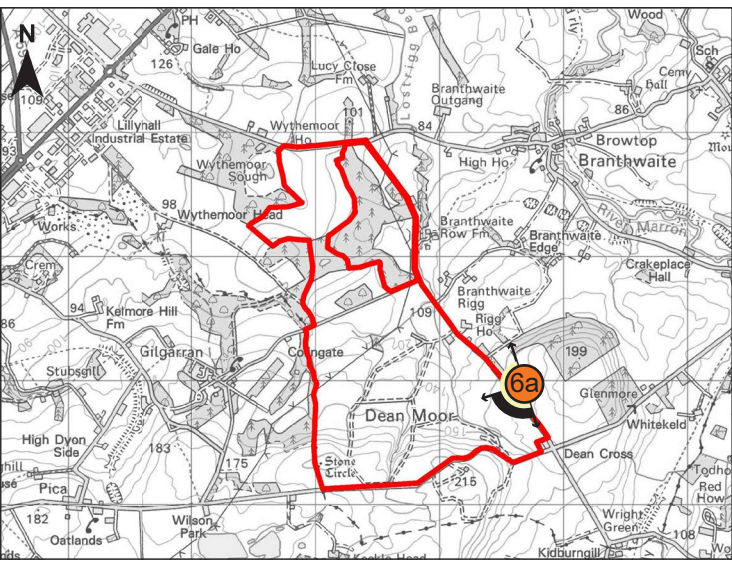 N
PH
Gale Ho
126
Wood
Sch
Cemy
Hall
Lucy Close
Fm
Lostrigg Be
Branthwaite
Outgang
86
109
Lillyhall
Industrial Estate
Wythemoor
Ho
101
84
High Ho
Browtop
Branthwaite
Wythemoor
Sough
98
Wythemoor Head
River Marron
Works
Branthwaite
Row Fm
Branthwaite
Edge
Crem
Crakeplace
Hall
94
Kelmore Hill
Fm
86
109
Branthwaite
Rigg
Rigg
Ho
Gilgarran
Stubsgill
199
6a
Glenmore
Dean Moor
Whitekeld
High Dyon
Side
183
175
Stone
Circle
Dean Cross
215
Pica
182
Oatlands
Wilson
Park
Red
How
Wright
Green
108
Kidburngill